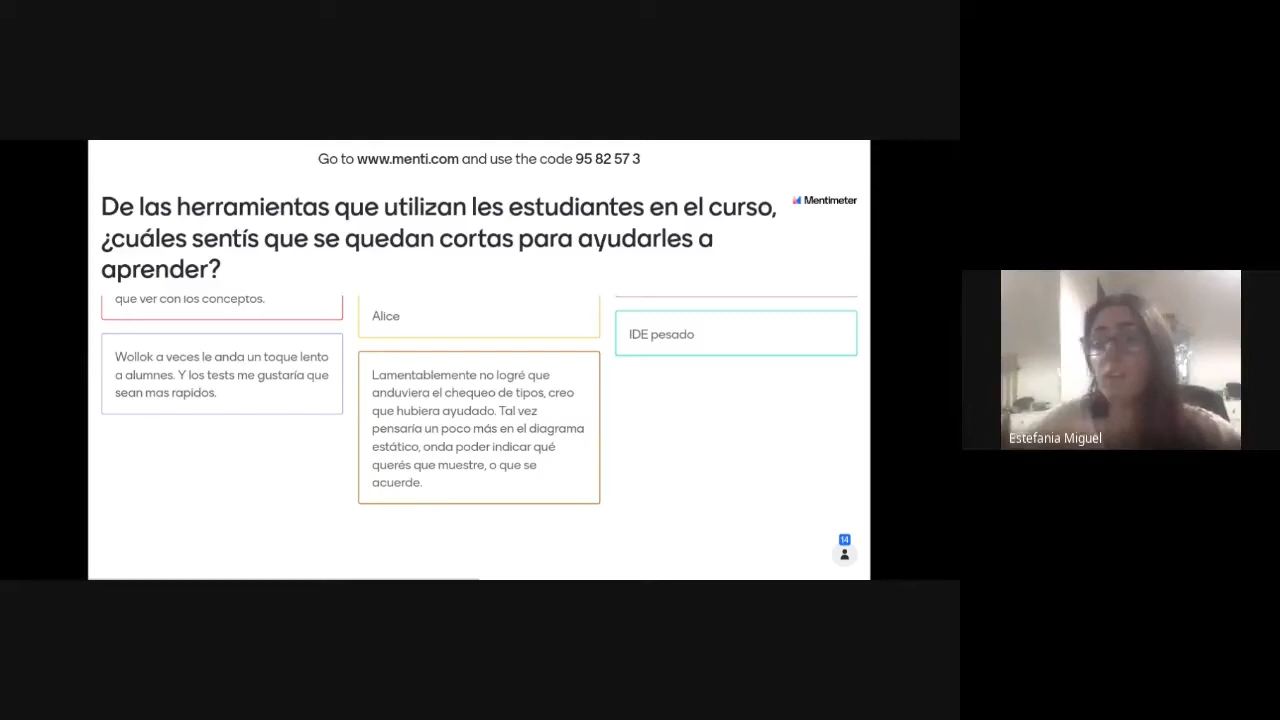 Go to www.menti.com and use the code 95 82 57 3
De las herramientas que utilizan les estudiantes en el curso,
¿cuáles sentís que se quedan cortas para ayudarles a
aprender?
Mentimeter
que ver con los conceptos.
Wollok a veces le anda un toque lento
a alumnes. Y los tests me gustaría que
sean mas rapidos.
Alice
Lamentablemente no logré que
anduviera el chequeo de tipos, creo
que hubiera ayudado. Tal vez
pensaría un poco más en el diagrama
estático, onda poder indicar qué
querés que muestre, o que se
acuerde.
IDE pesado
14
Estefania Miguel